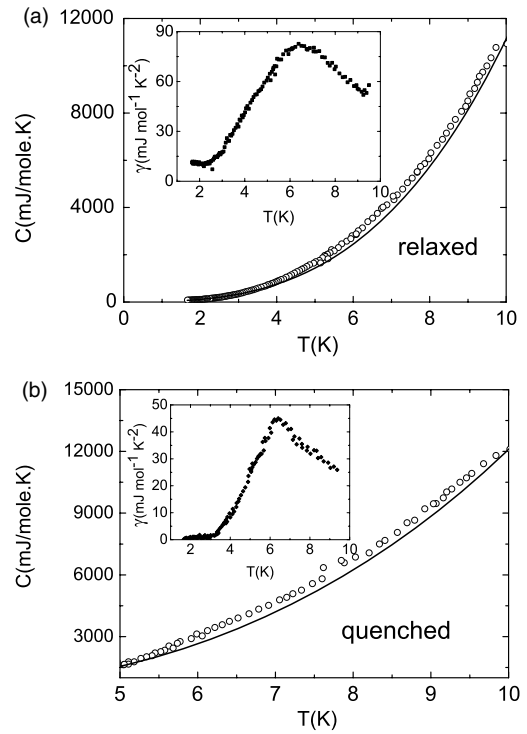 (a)
12000
8000
4000
0
C(mJ/mole.K)
90
60
30
0
γ(mJ mol⁻¹ K⁻²)
2 4 6 8 10
T(K)
relaxed
0 2 4 6 8 10
T(K)
(b)
15000
12000
9000
6000
3000
C(mJ/mole.K)
50
40
30
20
10
0
γ(mJ mol⁻¹ K⁻²)
2 4 6 8 10
T(K)
quenched
5 6 7 8 9 10
T(K)